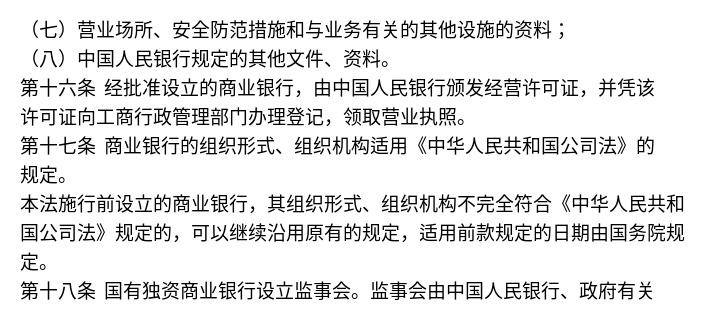 （七）营业场所、安全防范措施和与业务有关的其他设施的资料；
（八）中国人民银行规定的其他文件、资料。
第十六条 经批准设立的商业银行，由中国人民银行颁发经营许可证，并凭该
许可证向工商行政管理部门办理登记，领取营业执照。
第十七条 商业银行的组织形式、组织机构适用《中华人民共和国公司法》的
规定。
本法施行前设立的商业银行，其组织形式、组织机构不完全符合《中华人民共和
国公司法》规定的，可以继续沿用原有的规定，适用前款规定的日期由国务院规
定。
第十八条 国有独资商业银行设立监事会。监事会由中国人民银行、政府有关